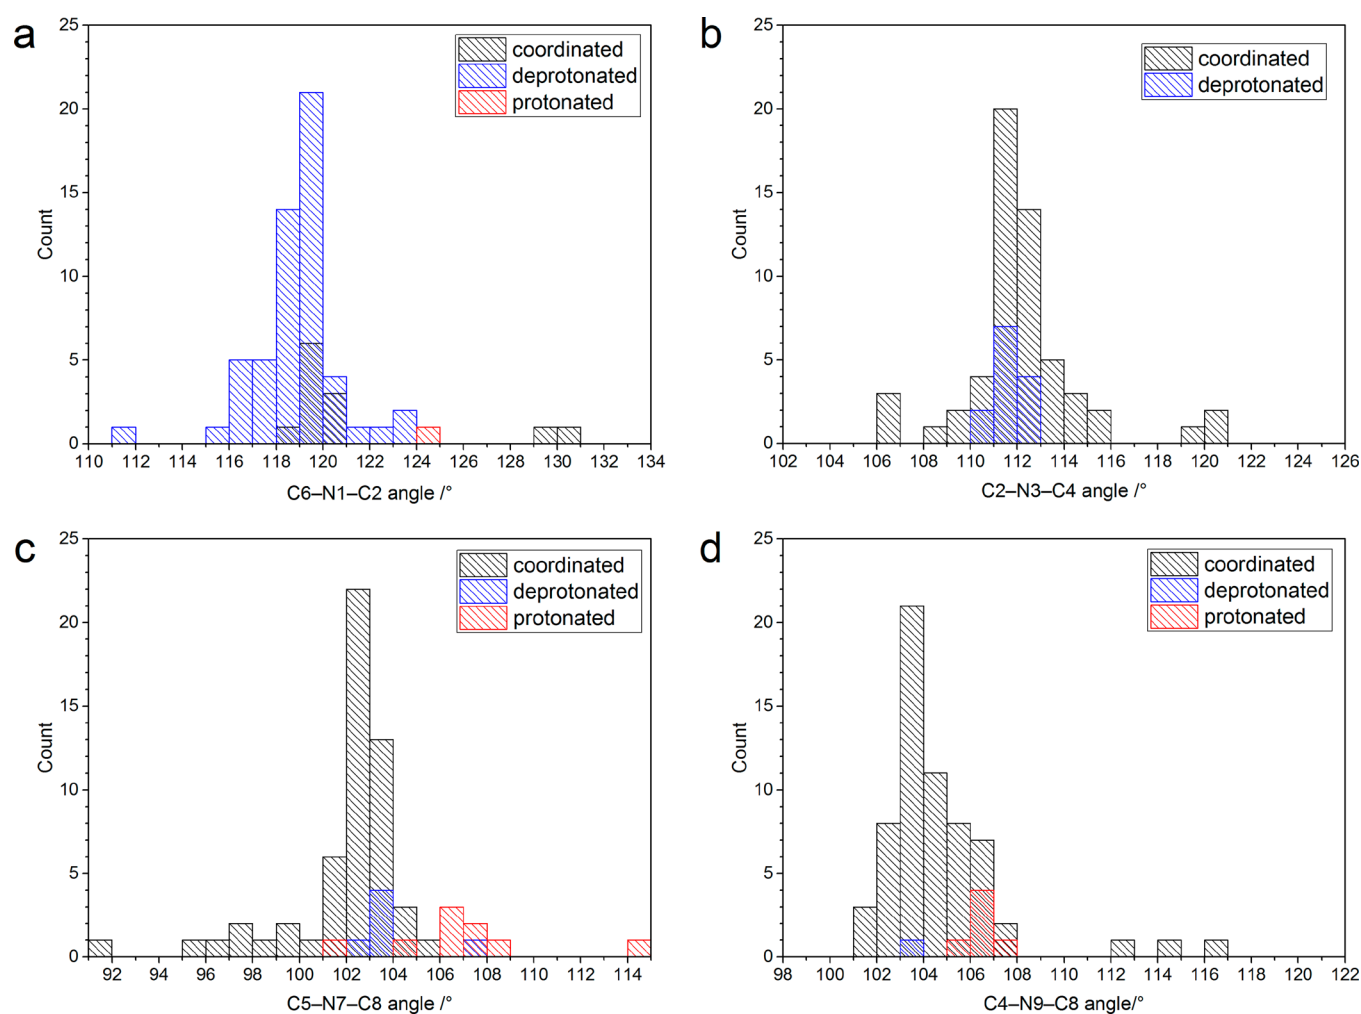 a
25
20
15
10
5
0
Count
coordinated
deprotonated
protonated
110 112 114 116 118 120 122 124 126 128 130 132 134
C6–N1–C2 angle /°
b
25
20
15
10
5
0
Count
coordinated
deprotonated
102 104 106 108 110 112 114 116 118 120 122 124 126
C2–N3–C4 angle /°
c
25
20
15
10
5
0
Count
coordinated
deprotonated
protonated
92 94 96 98 100 102 104 106 108 110 112 114
C5–N7–C8 angle /°
d
25
20
15
10
5
0
Count
coordinated
deprotonated
protonated
98 100 102 104 106 108 110 112 114 116 118 120 122
C4–N9–C8 angle/°